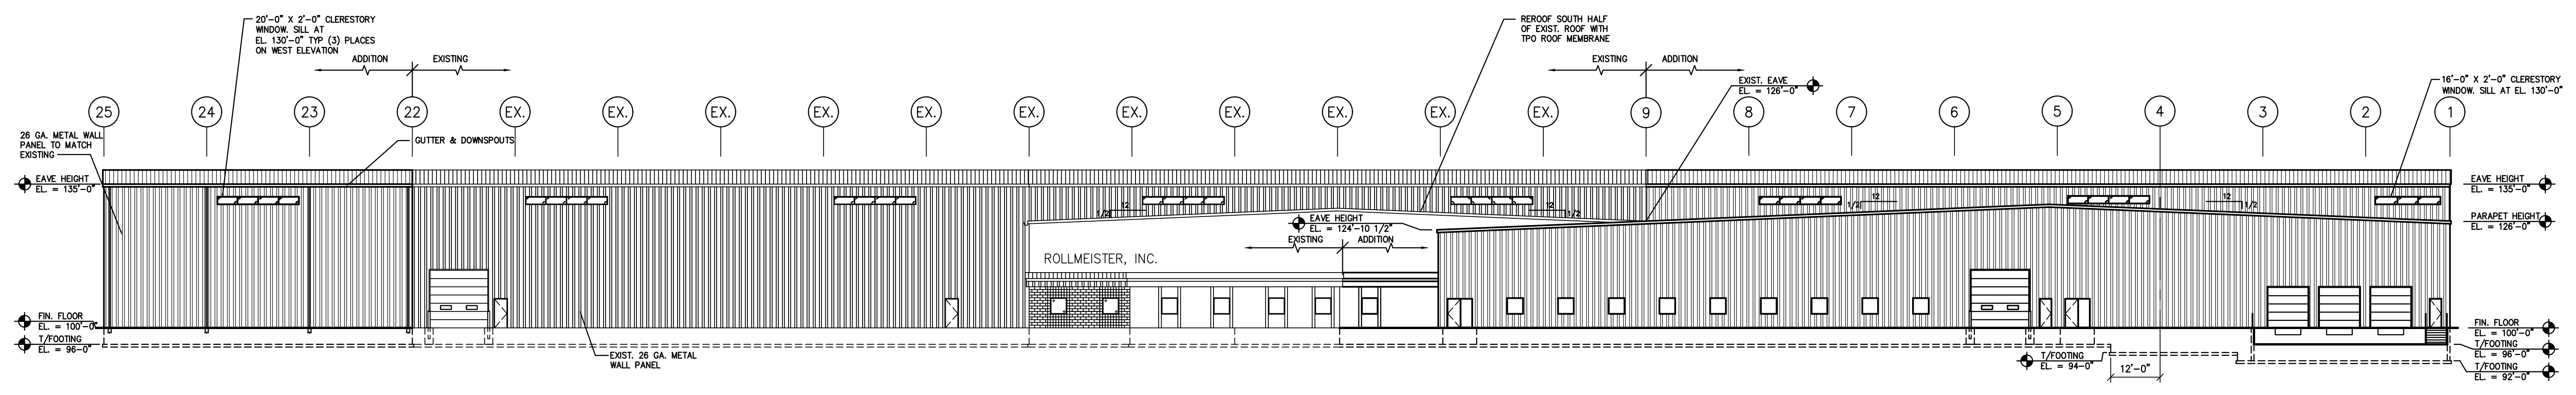 20'-0" X 2'-0" CLERESTORY
WINDOW. SILL AT
EL. 130'-0" TYP (3) PLACES
ON WEST ELEVATION
ADDITION
EXISTING
REROOF SOUTH HALF
OF EXIST. ROOF WITH
TPO ROOF MEMBRANE
EXISTING
ADDITION
EXIST. EAVE
EL. = 126'-0"
16'-0" X 2'-0" CLERESTORY
WINDOW. SILL AT EL. 130'-0"
25
24
23
22
EX.
EX.
EX.
EX.
EX.
EX.
EX.
EX.
EX.
EX.
EX.
9
8
7
6
5
4
3
2
1
26 GA. METAL WALL
PANEL TO MATCH
EXISTING
GUTTER & DOWNSPOUTS
EAVE HEIGHT
EL. = 135'-0"
EAVE HEIGHT
EL. = 135'-0"
12
1/2
12
1/2
12
1/2
12
1/2
EAVE HEIGHT
EL. = 124'-10 1/2"
PARAPET HEIGHT
EL. = 126'-0"
EXISTING
ADDITION
ROLLMEISTER, INC.
FIN. FLOOR
EL. = 100'-0"
T/FOOTING
EL. = 96-0"
EXIST. 26 GA. METAL
WALL PANEL
T/FOOTING
EL. = 94-0"
12'-0"
FIN. FLOOR
EL. = 100'-0"
T/FOOTING
EL. = 96'-0"
T/FOOTING
EL. = 92'-0"